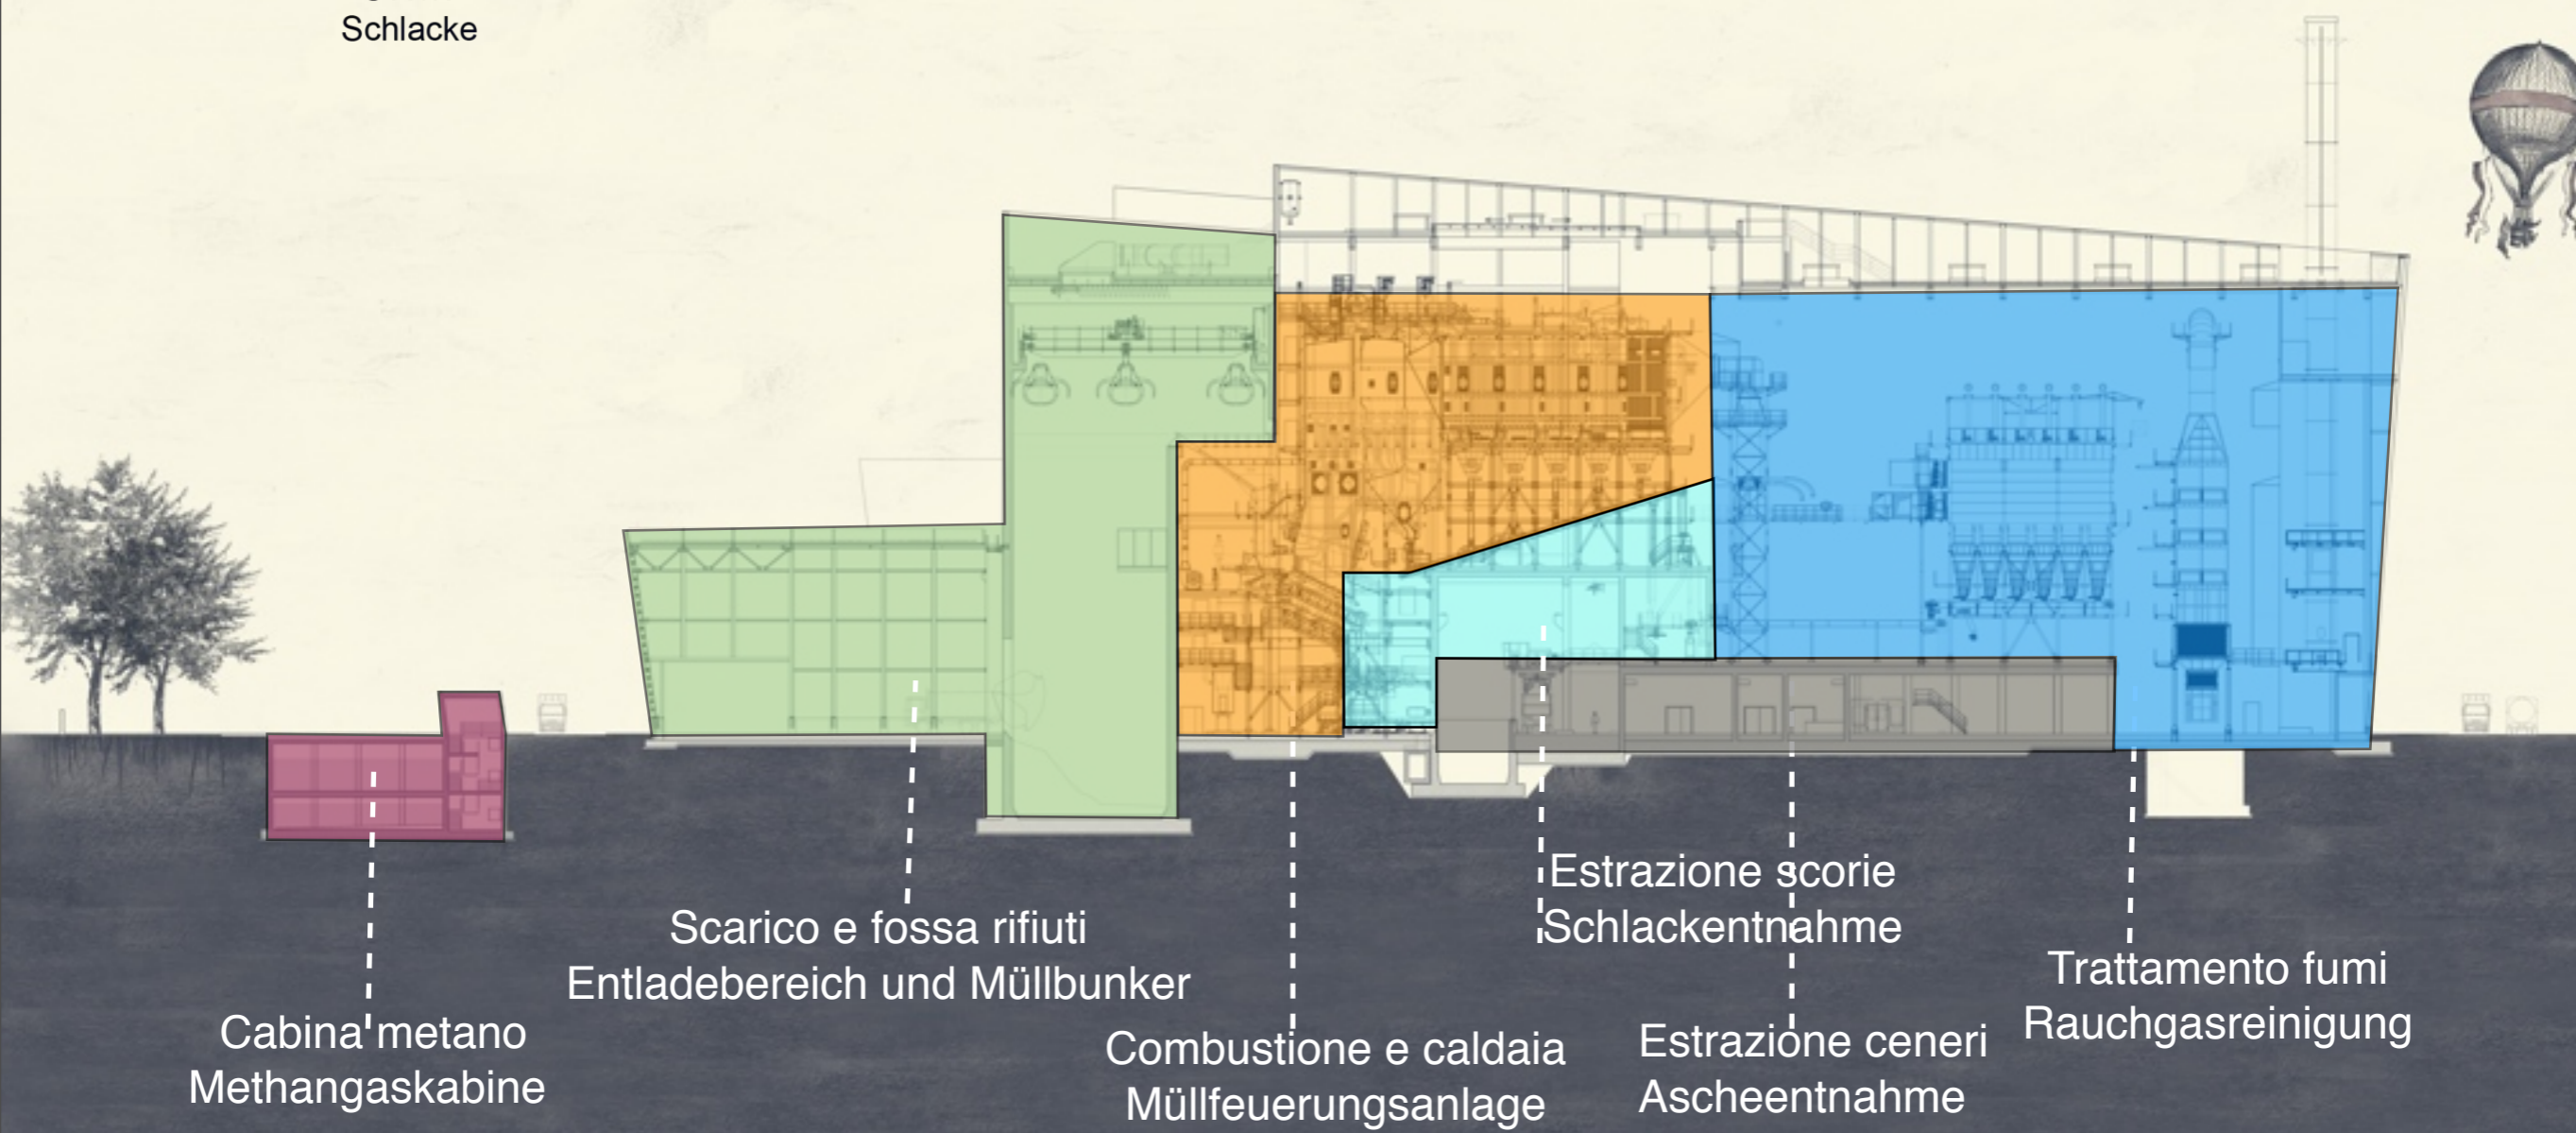 Schlacke
Estrazione scorie
Schlackentnahme
Scarico e fossa rifiuti
Entladebereich und Müllbunker
Trattamento fumi
Rauchgasreinigung
Cabina metano
Methangaskabine
Combustione e caldaia
Müllfeuerungsanlage
Estrazione ceneri
Ascheentnahme